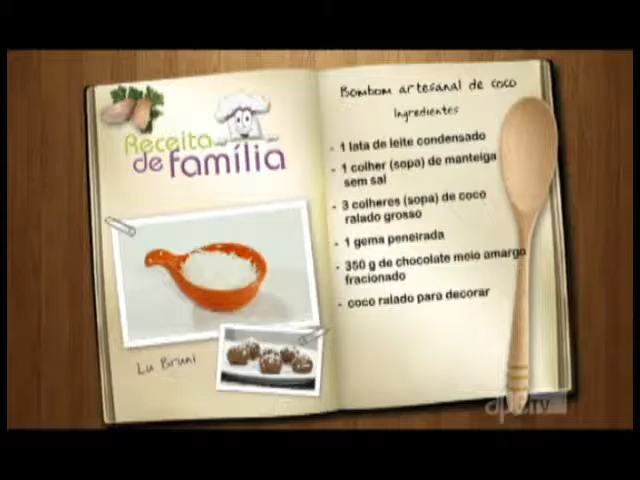 Receita
de família
Lu Bruni
Bombom artesanal de coco
Ingredientes
- 1 lata de leite condensado
- 1 colher (sopa) de manteiga
sem sal
- 3 colheres (sopa) de coco
ralado grosso
- 1 gema peneirada
- 350 g de chocolate meio amargo
fracionado
- coco ralado para decorar